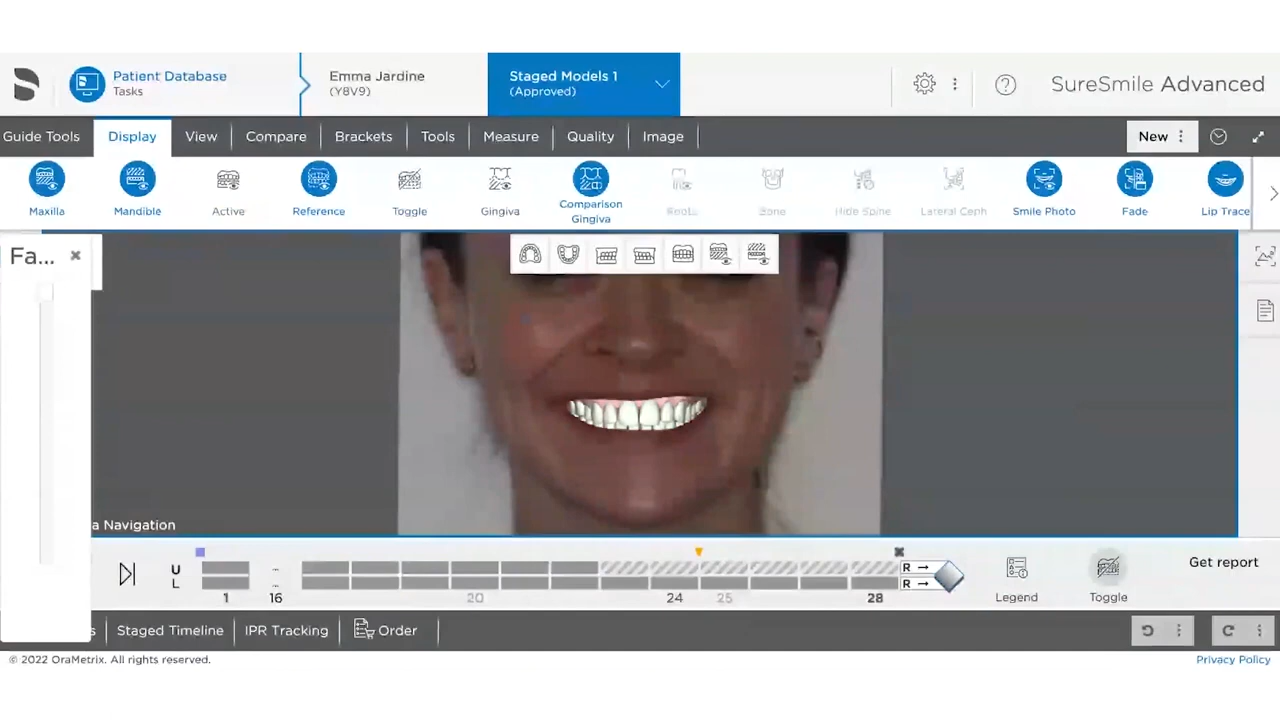 Patient Database
Tasks
Emma Jardine
(Y8V9)
Staged Models 1
(Approved)
SureSmile Advanced
Guide Tools
Display
View
Compare
Brackets
Tools
Measure
Quality
Image
New
Maxilla
Mandible
Active
Reference
Toggle
Gingiva
Comparison
Gingiva
Roots
Bone
Hide Spine
Lateral Ceph
Smile Photo
Fade
Lip Trace
Fa...
a Navigation
U
L
R →
R →
1
16
20
24
25
28
Legend
Toggle
Get report
s
Staged Timeline
IPR Tracking
Order
© 2022 OraMetrix. All rights reserved.
Privacy Policy